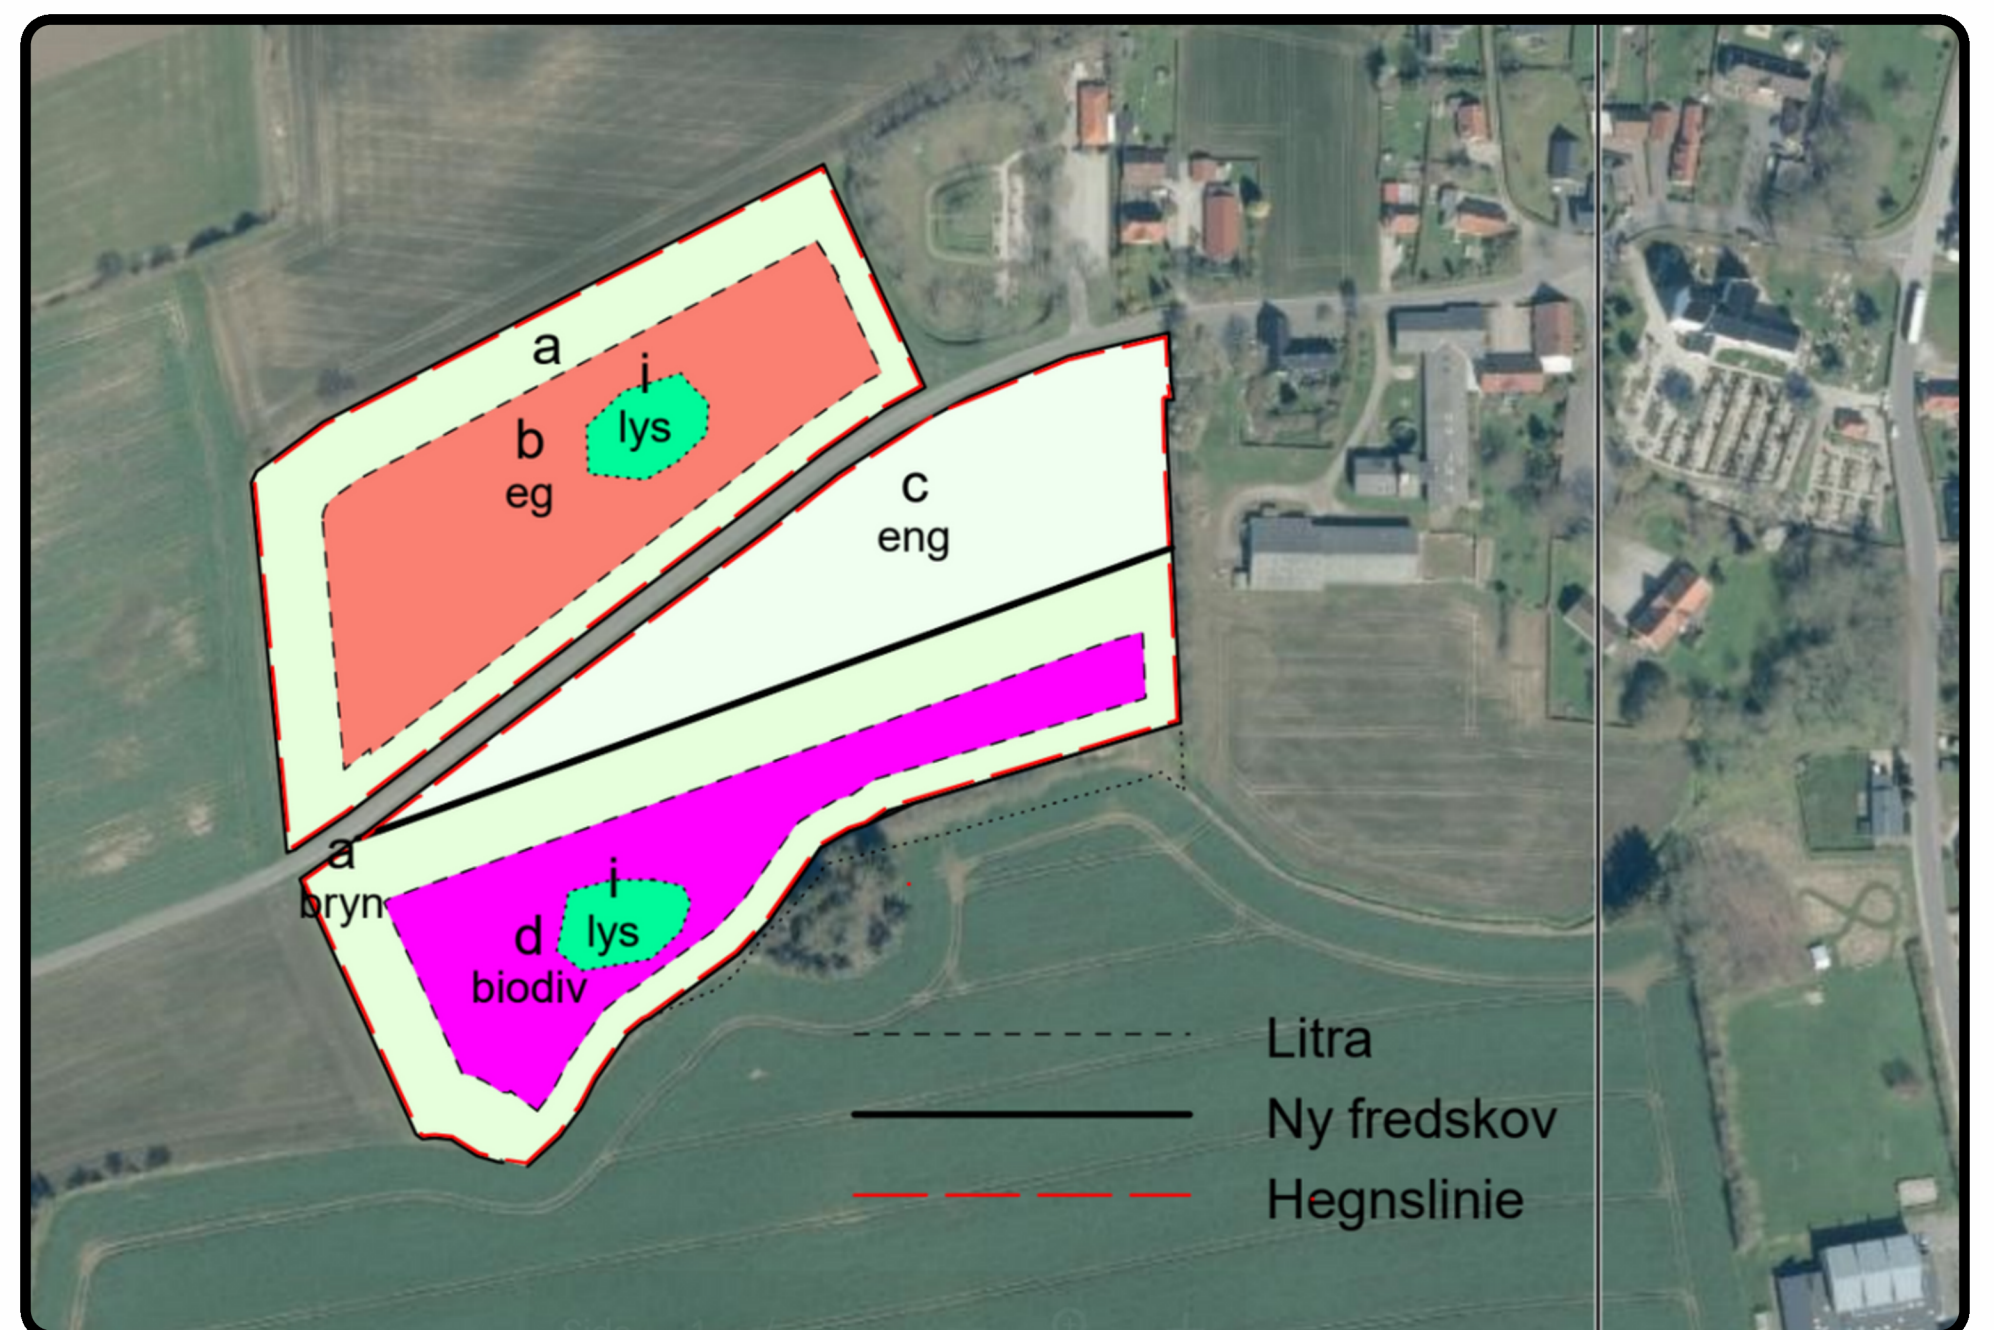 a
i
lys
b
eg
c
eng
a
bryn
i
lys
d
biodiv
Litra
Ny fredskov
Hegnslinie